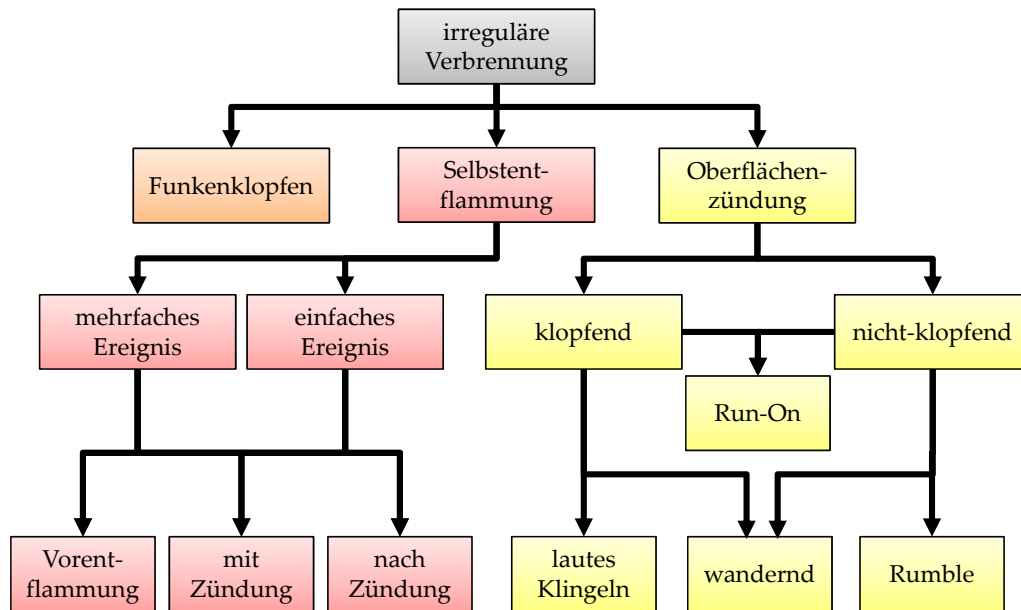 irreguläre
Verbrennung
Funkenklopfen
Selbstent-
flammung
Oberflächen-
zündung
mehrfaches
Ereignis
einfaches
Ereignis
klopfend
nicht-klopfend
Run-On
Vorent-
flammung
mit
Zündung
nach
Zündung
lautes
Klingeln
wandernd
Rumble